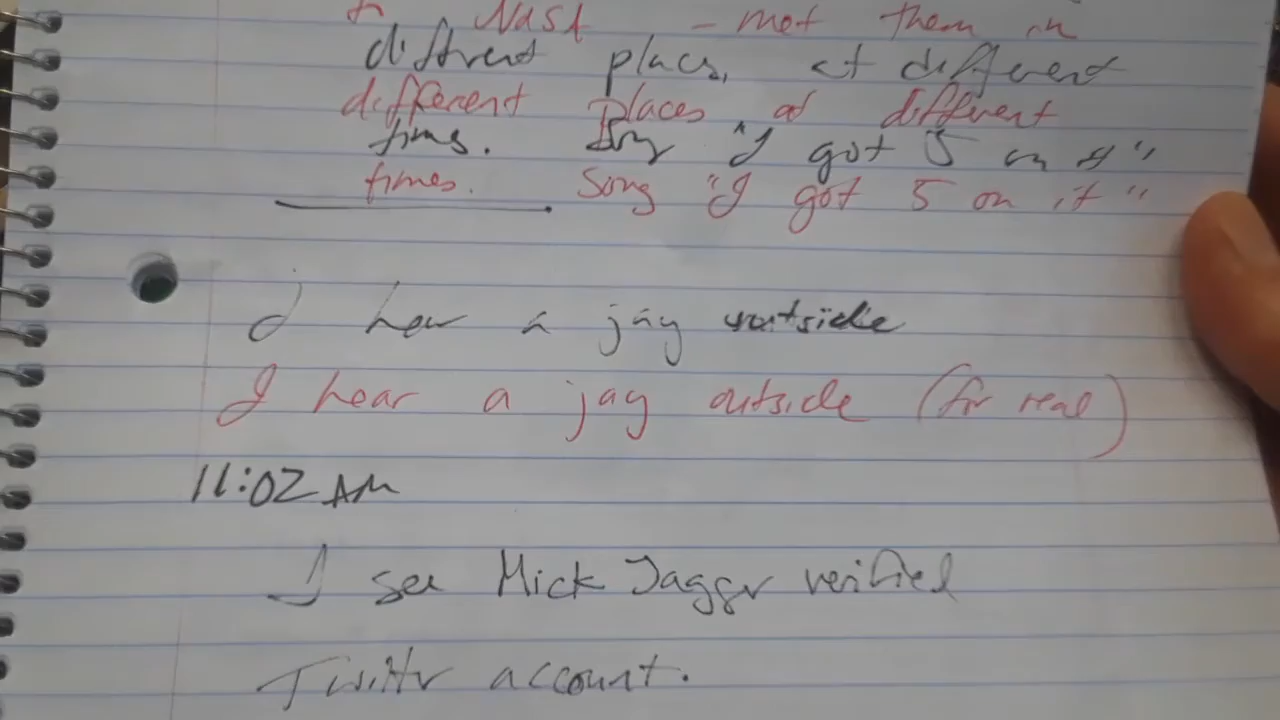 - met them in
different places, at different
different places at different
times. Song "I got 5 on it"
times. Song "I got 5 on it"
I hear a jay outside
I hear a jay outside (for real)
11:02 AM
I see Mick Jagger verified
Twitter account.